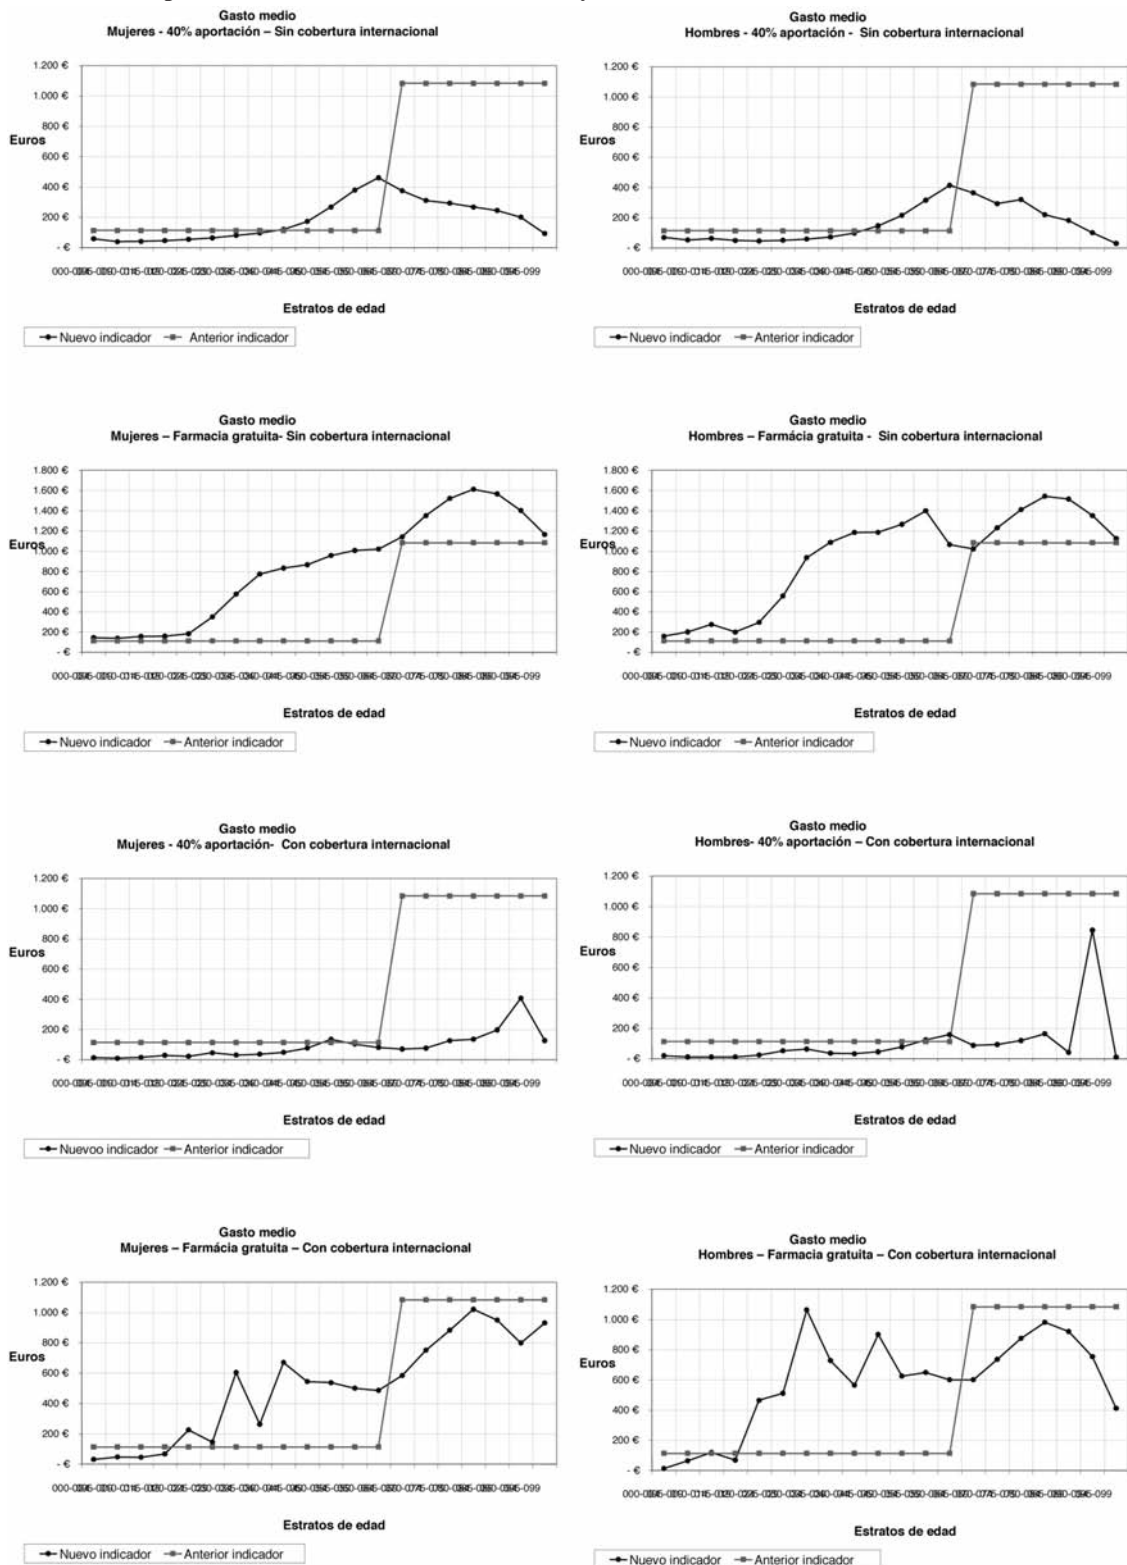 Gasto medio
Mujeres - 40% aportación – Sin cobertura internacional
1.200 €
1.000 €
Euros
800 €
600 €
400 €
200 €
- €
Estratos de edad
Nuevo indicador Anterior indicador
Gasto medio
Hombres - 40% aportación - Sin cobertura internacional
1.200 €
1.000 €
Euros
800 €
600 €
400 €
200 €
- €
Estratos de edad
Nuevo indicador Anterior indicador
Gasto medio
Mujeres – Farmacia gratuita- Sin cobertura internacional
1.800 €
1.600 €
1.400 €
1.200 €
Euros
1.000 €
800 €
600 €
400 €
200 €
- €
Estratos de edad
Nuevo indicador Anterior indicador
Gasto medio
Hombres – Farmácia gratuita - Sin cobertura internacional
1.800 €
1.600 €
1.400 €
1.200 €
Euros
1.000 €
800 €
600 €
400 €
200 €
- €
Estratos de edad
Nuevo indicador Anterior indicador
Gasto medio
Mujeres - 40% aportación- Con cobertura internacional
1.200 €
1.000 €
Euros
800 €
600 €
400 €
200 €
- €
Estratos de edad
Nuevoo indicador Anterior indicador
Gasto medio
Hombres- 40% aportación – Con cobertura internacional
1.200 €
1.000 €
Euros
800 €
600 €
400 €
200 €
- €
Estratos de edad
Nuevo indicador Anterior indicador
Gasto medio
Mujeres – Farmácia gratuita – Con cobertura internacional
1.200 €
1.000 €
Euros
800 €
600 €
400 €
200 €
- €
Estratos de edad
Nuevo indicador Anterior indicador
Gasto medio
Hombres – Farmacia gratuita – Con cobertura internacional
1.200 €
1.000 €
Euros
800 €
600 €
400 €
200 €
- €
Estratos de edad
Nuevo indicador Anterior indicador